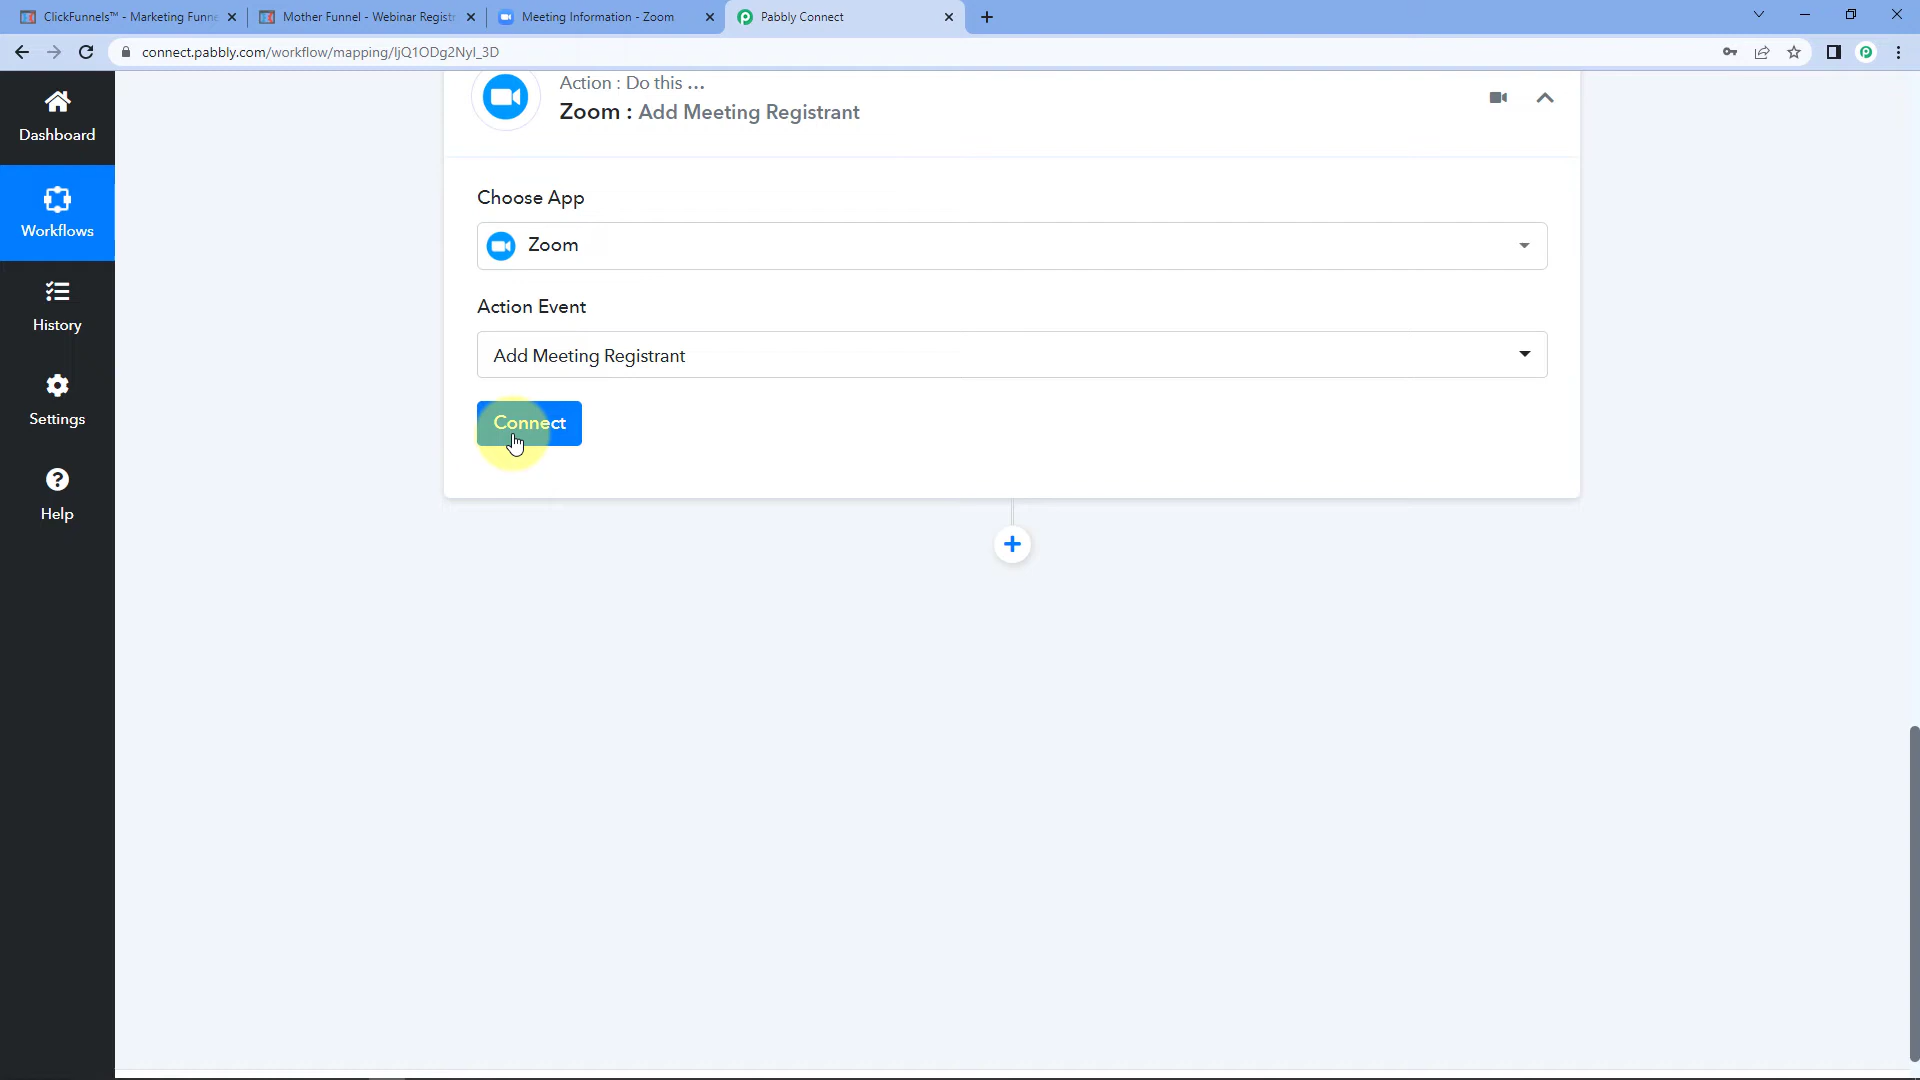 ClickFunnels™ - Marketing Funne
Mother Funnel - Webinar Registr
Meeting Information - Zoom
Pabbly Connect
connect.pabbly.com/workflow/mapping/IjQ1ODg2NyI_3D
Dashboard
Workflows
History
Settings
Help
Action : Do this ...
Zoom : Add Meeting Registrant
Choose App
Zoom
Action Event
Add Meeting Registrant
Connect